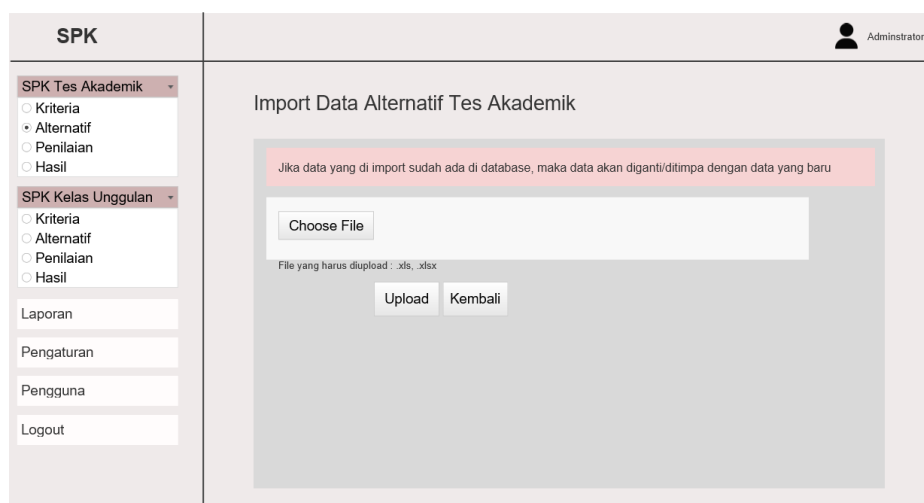 SPK
Adminstrator
SPK Tes Akademik
Kriteria
Alternatif
Penilaian
Hasil
SPK Kelas Unggulan
Kriteria
Alternatif
Penilaian
Hasil
Laporan
Pengaturan
Pengguna
Logout
Import Data Alternatif Tes Akademik
Jika data yang di import sudah ada di database, maka data akan diganti/ditimpa dengan data yang baru
Choose File
File yang harus diupload : .xls, .xlsx
Upload Kembali